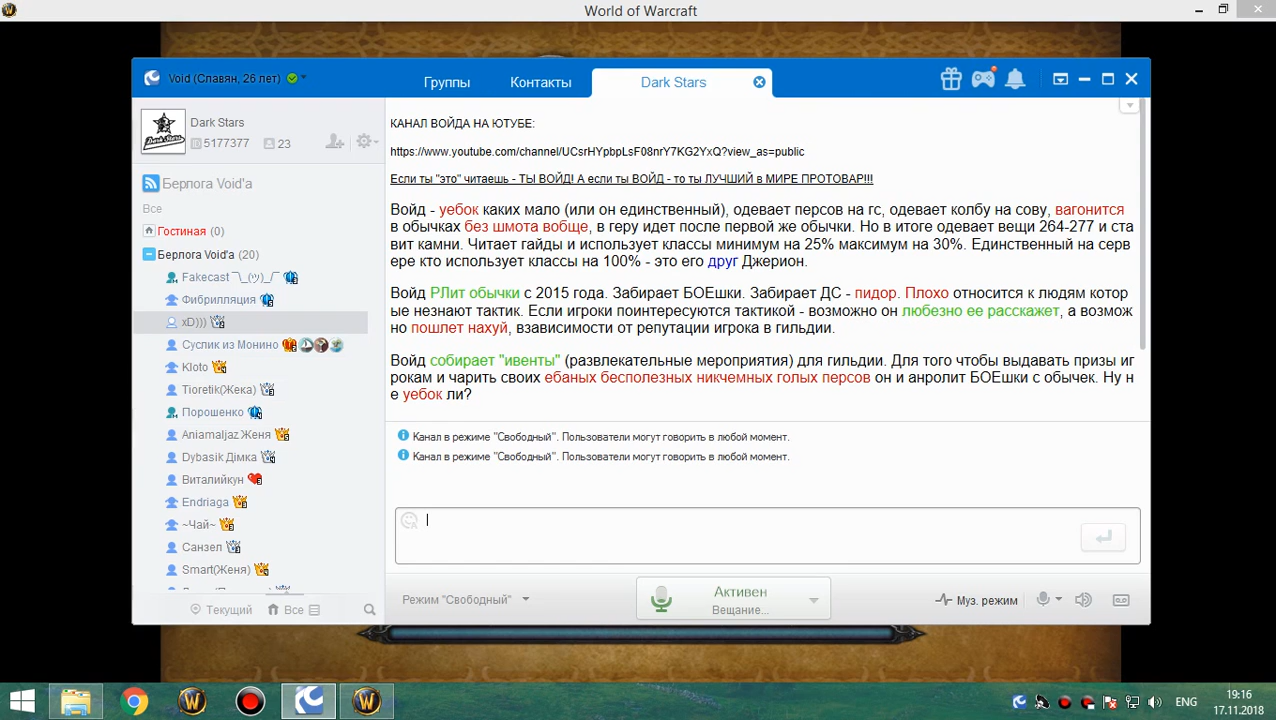 World of Warcraft
Void (Славян, 26 лет)
Группы
Контакты
Dark Stars
Dark Stars
5177377
23
Берлога Void'a
Все
Гостиная (0)
Берлога Void'a (20)
Fakecast ¯\_(ツ)_/¯
Фибрилляция
xD)))
Суслик из Монино
Kloto
Tioretik(Жека)
Порошенко
Aniamaljaz Женя
Dybasik Дімка
Виталийкун
Endriaga
~Чай~
Санзел
Smart(Женя)
Текущий
Все
КАНАЛ ВОЙДА НА ЮТУБЕ:
https://www.youtube.com/channel/UCsrHYpbpLsF08nrY7KG2YxQ?view_as=public
Если ты "это" читаешь - ТЫ ВОЙД! А если ты ВОЙД - то ты ЛУЧШИЙ в МИРЕ ПРОТОВАР!!!
Войд - уебок каких мало (или он единственный), одевает персов на гс, одевает колбу на сову, вагонится
в обычках без шмота вобще, в геру идет после первой же обычки. Но в итоге одевает вещи 264-277 и ста
вит камни. Читает гайды и использует классы минимум на 25% максимум на 30%. Единственный на серв
ере кто использует классы на 100% - это его друг Джерион.
Войд РЛит обычки с 2015 года. Забирает БОЕшки. Забирает ДС - пидор. Плохо относится к людям котор
ые незнают тактик. Если игроки поинтересуются тактикой - возможно он любезно ее расскажет, а возмож
но пошлет нахуй, взависимости от репутации игрока в гильдии.
Войд собирает "ивенты" (развлекательные мероприятия) для гильдии. Для того чтобы выдавать призы иг
рокам и чарить своих ебаных бесполезных никчемных голых персов он и анролит БОЕшки с обычек. Ну н
е уебок ли?
Канал в режиме "Свободный". Пользователи могут говорить в любой момент.
Канал в режиме "Свободный". Пользователи могут говорить в любой момент.
Режим "Свободный"
Активен
Вещание...
Муз. режим
ENG
19:16
17.11.2018